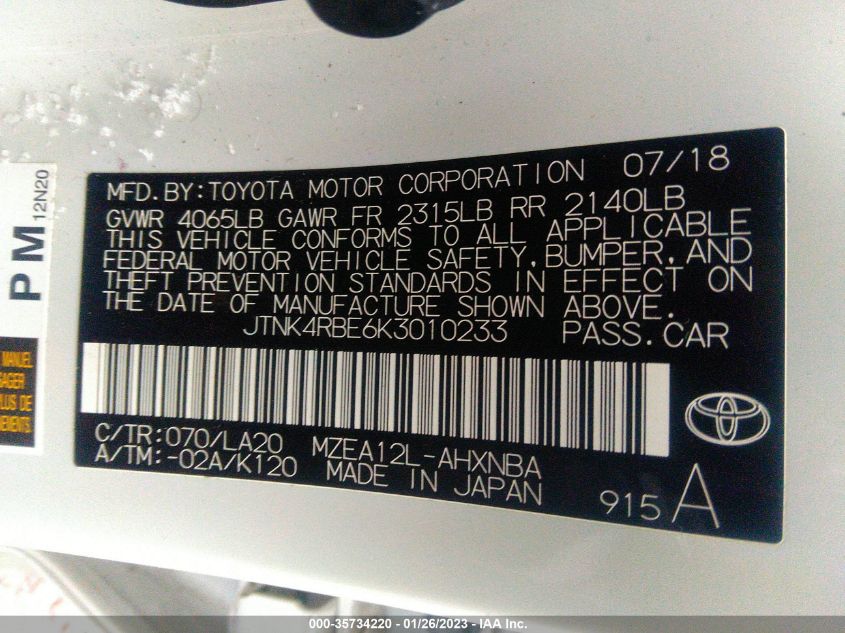 MFD.BY:TOYOTA MOTOR CORPORATION 07/18
GVWR 4065LB GAWR FR 2315LB RR 2140LB
THIS VEHICLE CONFORMS TO ALL APPLICABLE
FEDERAL MOTOR VEHICLE SAFETY,BUMPER,AND
THEFT PREVENTION STANDARDS IN EFFECT ON
THE DATE OF MANUFACTURE SHOWN ABOVE.
JTNK4RBE6K3010233 PASS.CAR
C/TR:070/LA20 MZEA12L-AHXNBA
A/TM:-02A/K120 MADE IN JAPAN
915 A
PM
12N20
MANUEL
000-35734220 - 01/26/2023 - IAA Inc.